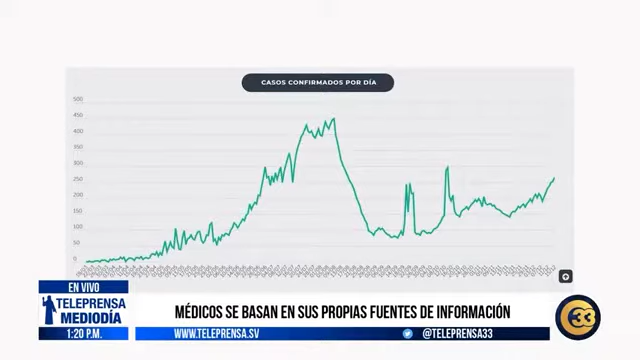 CASOS CONFIRMADOS POR DÍA
500
450
400
350
300
250
200
150
100
50
0
EN VIVO
TELEPRENSA
MEDIODÍA
1:20 P.M.
MÉDICOS SE BASAN EN SUS PROPIAS FUENTES DE INFORMACIÓN
WWW.TELEPRENSA.SV
@TELEPRENSA33
33